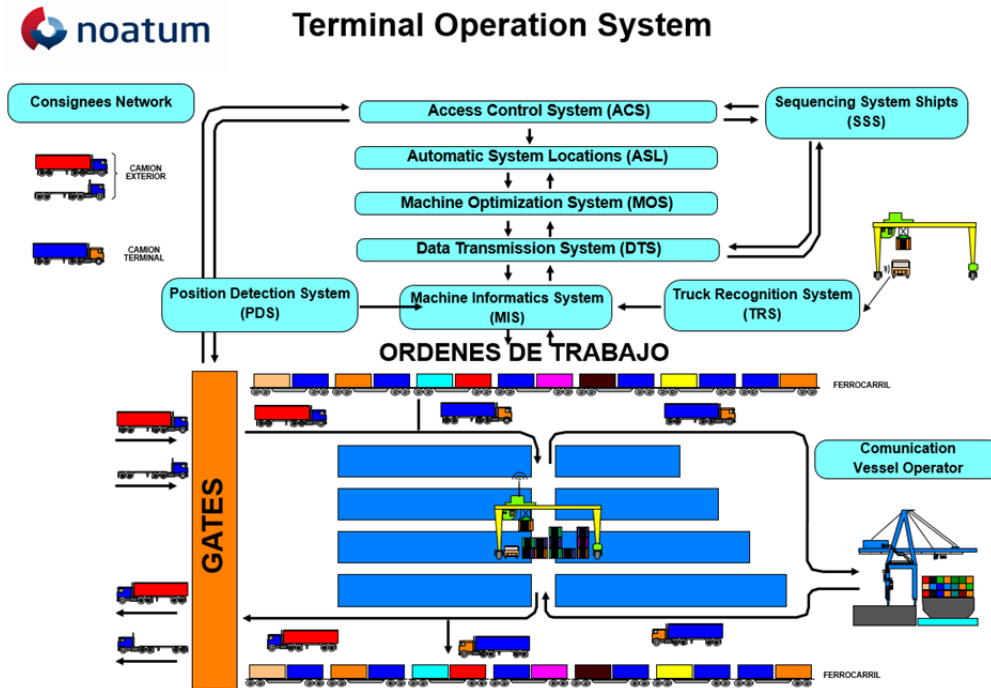 noatum
Terminal Operation System
Consignees Network
Access Control System (ACS)
Sequencing System Shipts
(SSS)
Automatic System Locations (ASL)
CAMION
EXTERIOR
Machine Optimization System (MOS)
CAMION
TERMINAL
Data Transmission System (DTS)
Position Detection System
(PDS)
Machine Informatics System
(MIS)
Truck Recognition System
(TRS)
ORDENES DE TRABAJO
FERROCARRIL
GATES
Comunication
Vessel Operator
FERROCARRIL